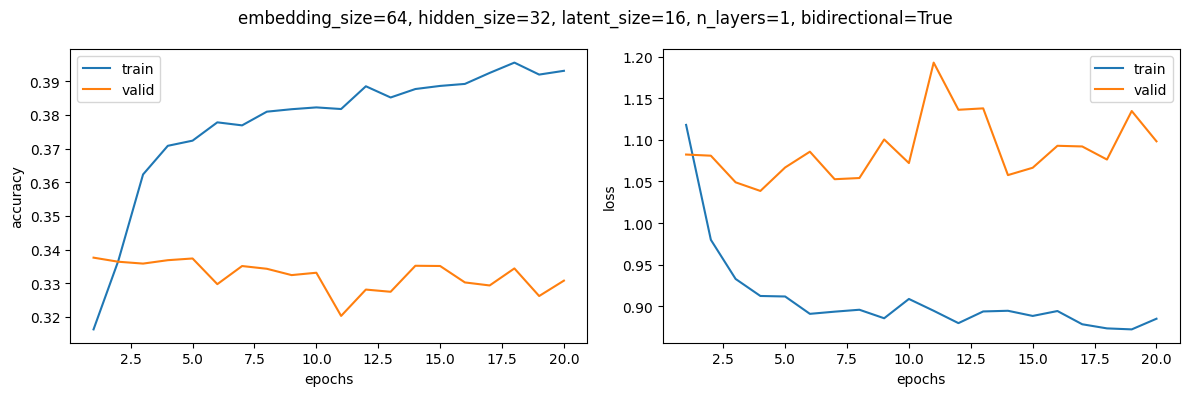 embedding_size=64, hidden_size=32, latent_size=16, n_layers=1, bidirectional=True
train
valid
0.39
0.38
0.37
0.36
0.35
0.34
0.33
0.32
accuracy
2.5 5.0 7.5 10.0 12.5 15.0 17.5 20.0
epochs
train
valid
1.20
1.15
1.10
1.05
1.00
0.95
0.90
loss
2.5 5.0 7.5 10.0 12.5 15.0 17.5 20.0
epochs